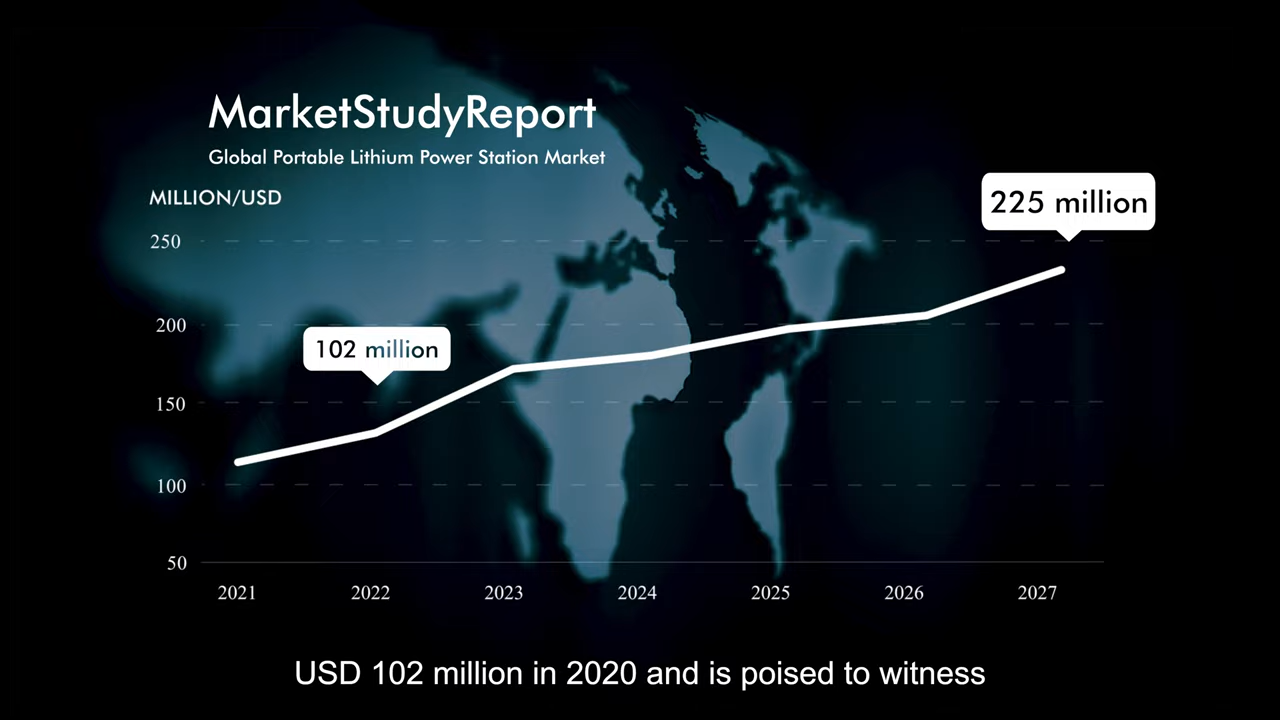 MarketStudyReport
Global Portable Lithium Power Station Market
MILLION/USD
225 million
250
200
102 million
150
100
50
2021 2022 2023 2024 2025 2026 2027
USD 102 million in 2020 and is poised to witness